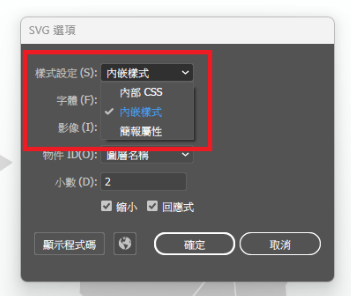 SVG 選項
樣式設定 (S): 內嵌樣式
內部 CSS
字體 (F):
✓ 內嵌樣式
影像 (I):
簡報屬性
物件 ID(O): 圖層名稱
小數 (D): 2
縮小 回應式
顯示程式碼 確定 取消